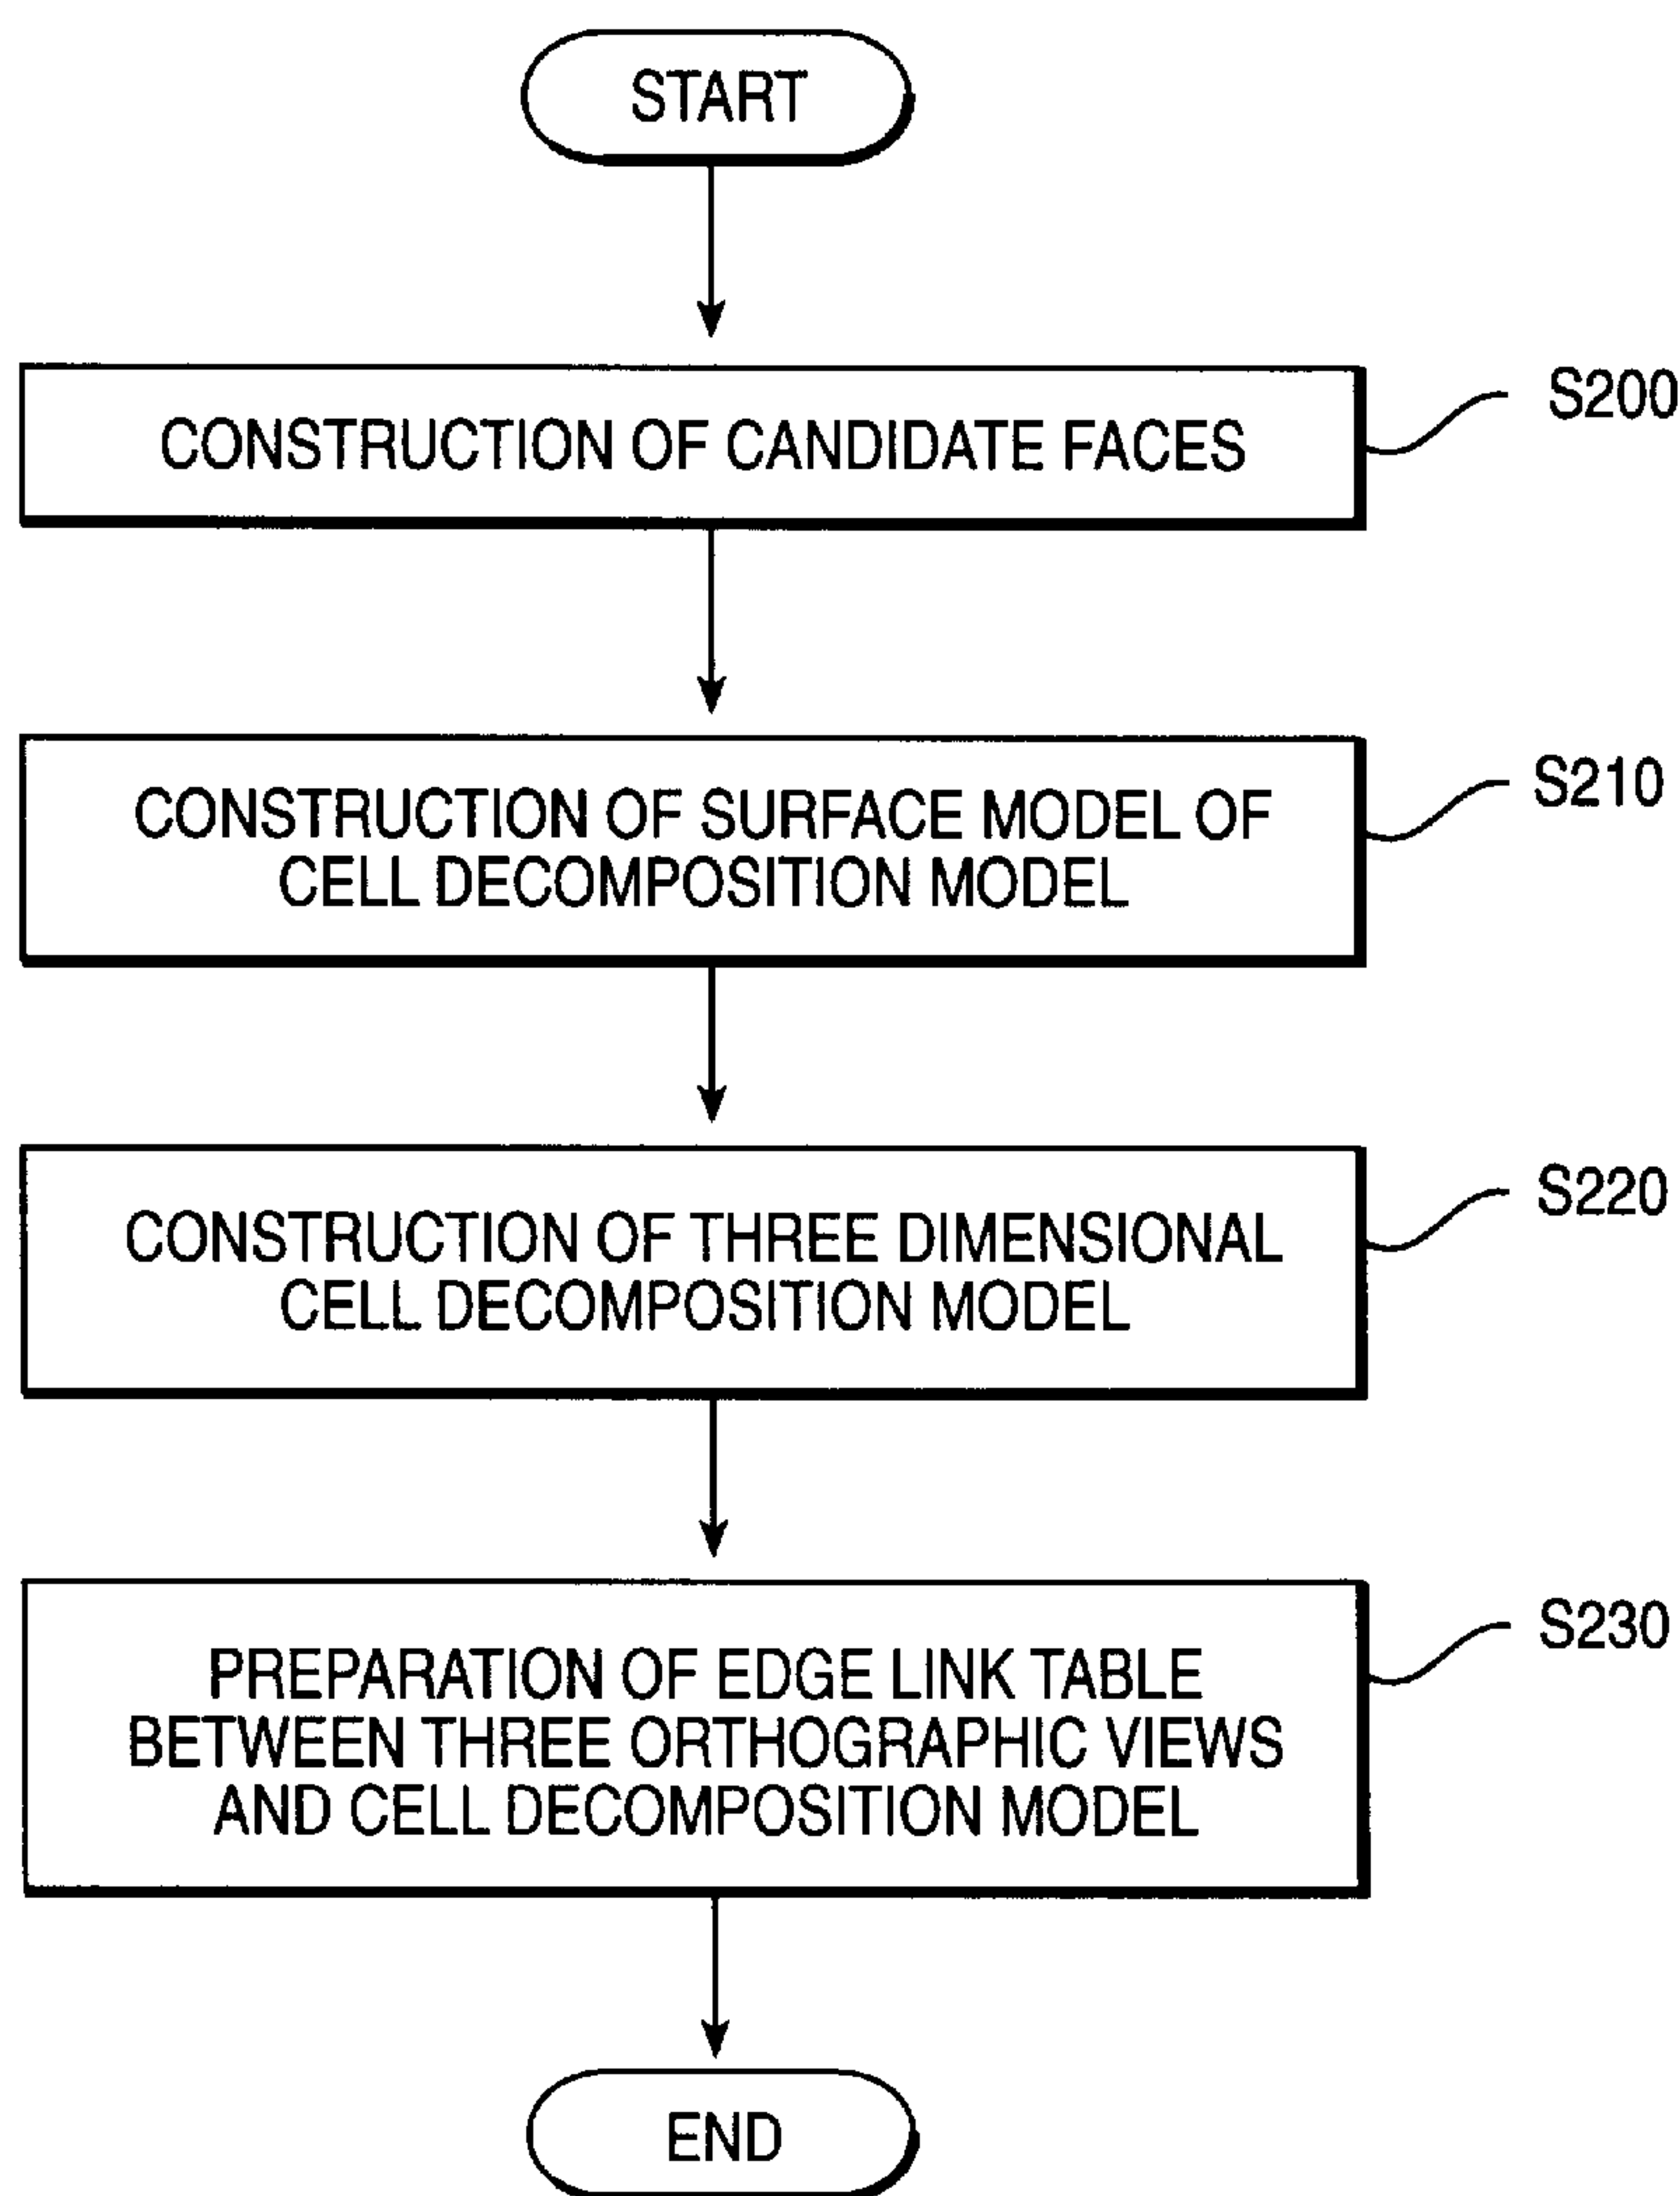 START
CONSTRUCTION OF CANDIDATE FACES
S200
CONSTRUCTION OF SURFACE MODEL OF
CELL DECOMPOSITION MODEL
S210
CONSTRUCTION OF THREE DIMENSIONAL
CELL DECOMPOSITION MODEL
S220
PREPARATION OF EDGE LINK TABLE
BETWEEN THREE ORTHOGRAPHIC VIEWS
AND CELL DECOMPOSITION MODEL
S230
END